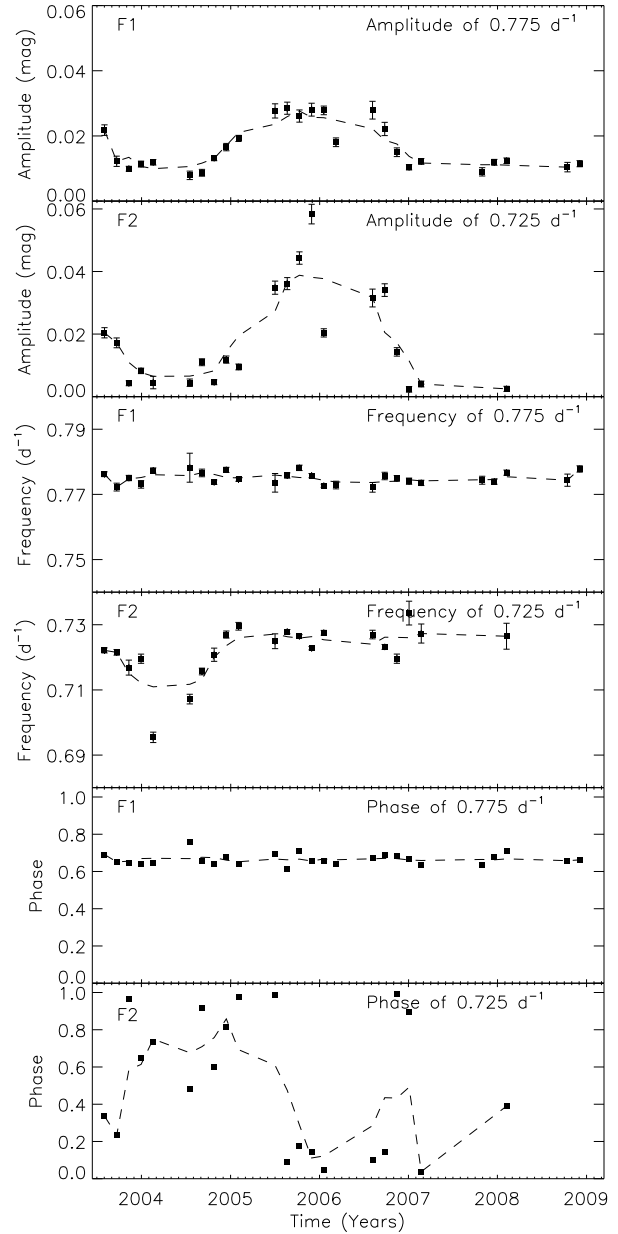 0.06
F1 Amplitude of 0.775 d⁻¹
0.04
0.02
0.00
Amplitude (mag)
0.06
F2 Amplitude of 0.725 d⁻¹
0.04
0.02
0.00
Amplitude (mag)
F1 Frequency of 0.775 d⁻¹
0.79
0.77
0.75
Frequency (d⁻¹)
F2 Frequency of 0.725 d⁻¹
0.73
0.71
0.69
Frequency (d⁻¹)
1.0
F1 Phase of 0.775 d⁻¹
0.8
0.6
0.4
0.2
0.0
Phase
1.0
F2 Phase of 0.725 d⁻¹
0.8
0.6
0.4
0.2
0.0
Phase
2004 2005 2006 2007 2008 2009
Time (Years)